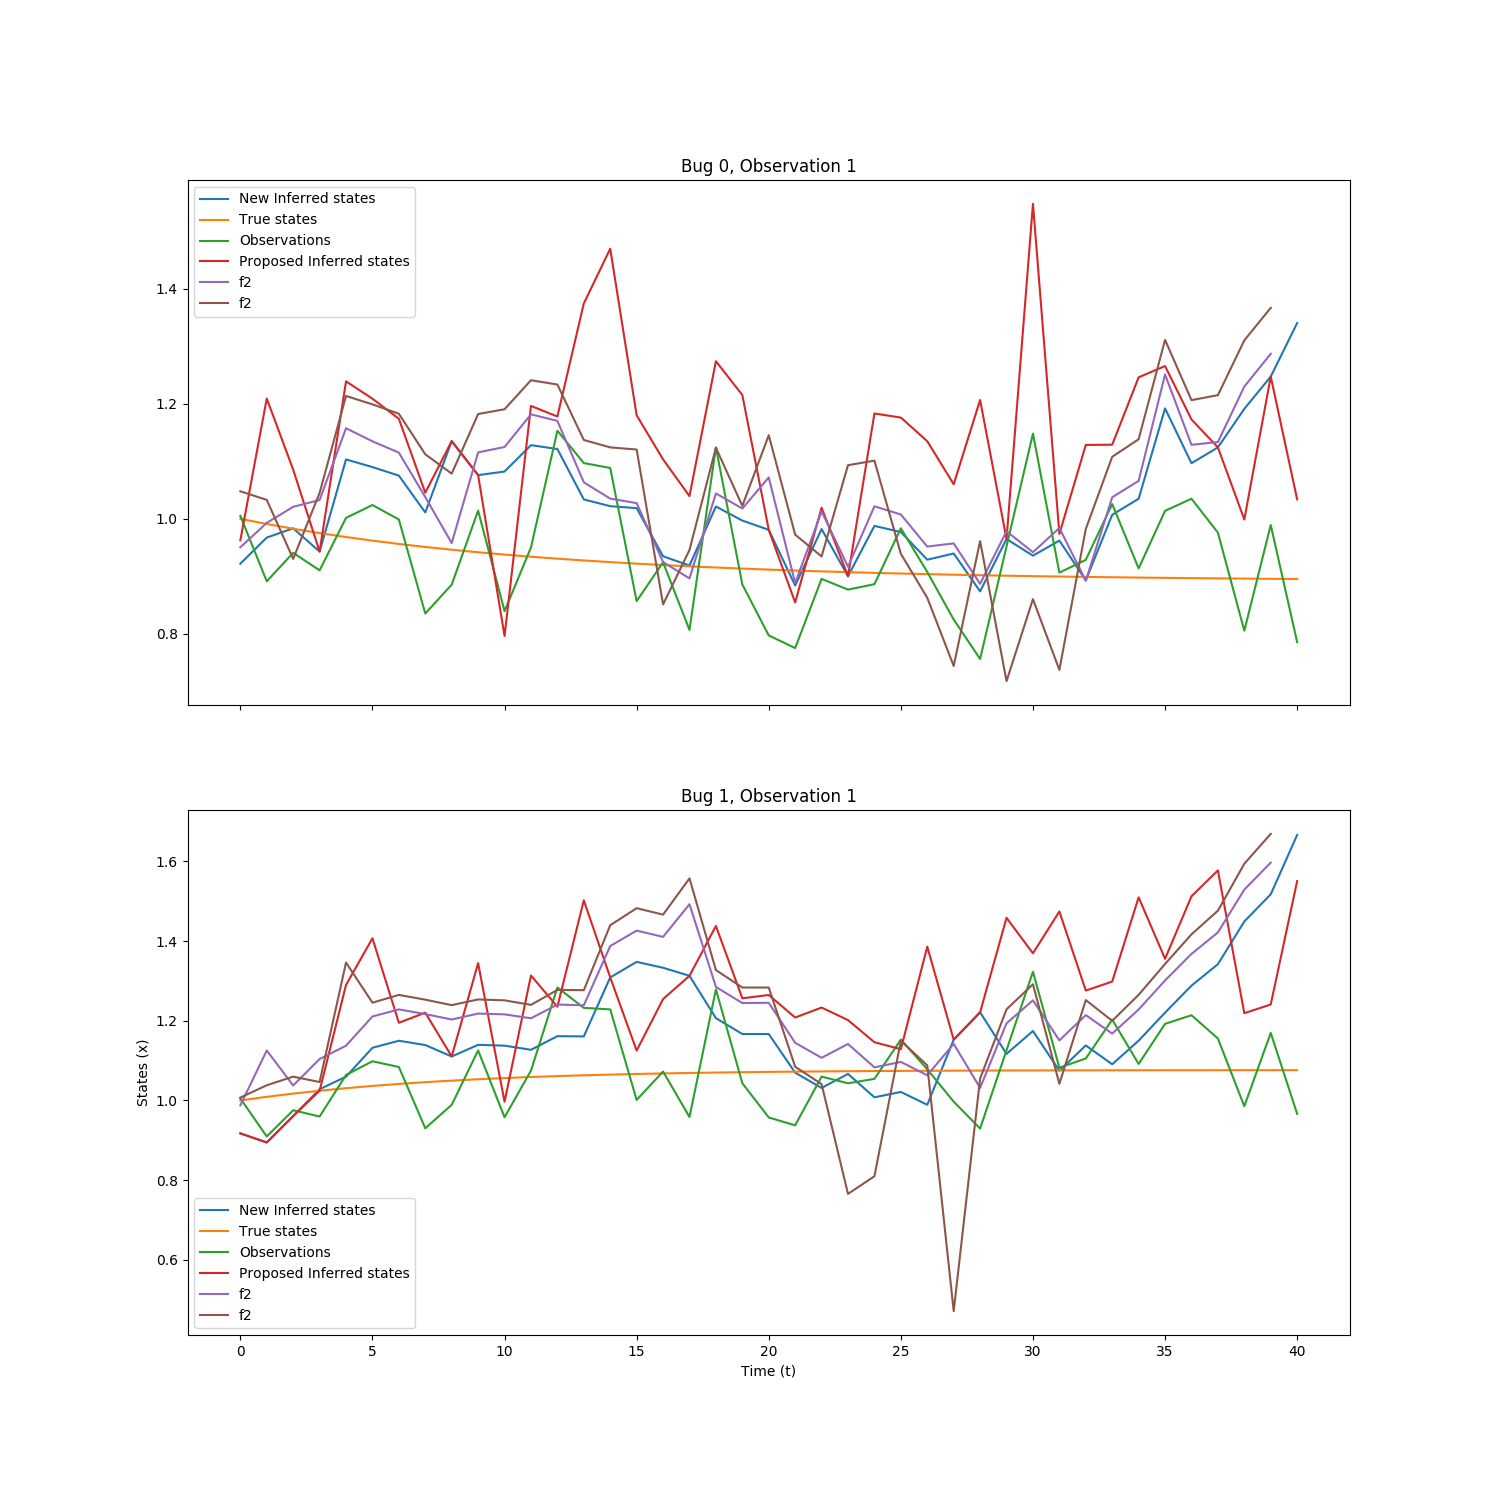 Bug 0, Observation 1
New Inferred states
True states
Observations
Proposed Inferred states
f2
f2
1.4
1.2
1.0
0.8
Bug 1, Observation 1
1.6
1.4
1.2
1.0
0.8
0.6
States (x)
New Inferred states
True states
Observations
Proposed Inferred states
f2
f2
0 5 10 15 20 25 30 35 40
Time (t)